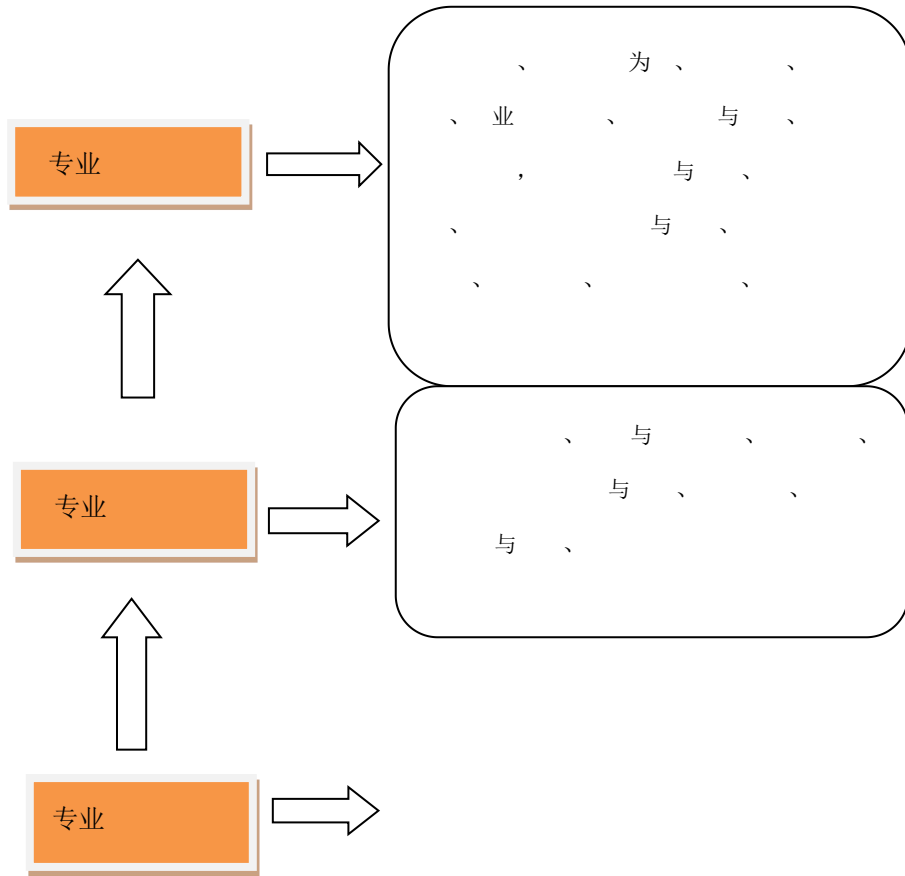 、 为 、 、
、 业 、 与 、
专业
， 与 、
、 与 、
、 、 、
、 与 、 、
与 、 、
专业
与 、
专业